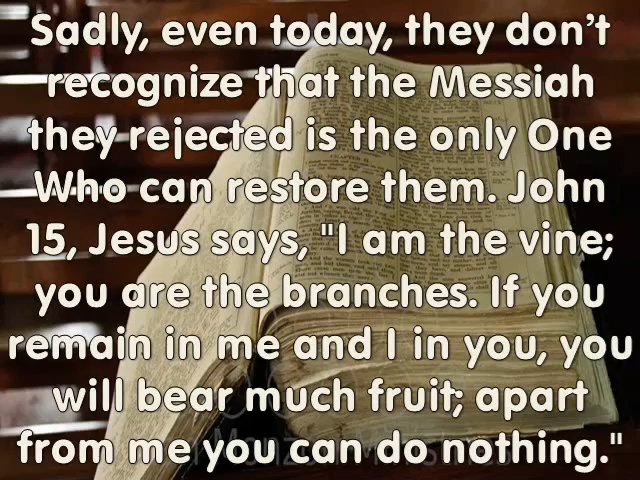 Sadly, even today, they don’t
recognize that the Messiah
they rejected is the only One
Who can restore them. John
15, Jesus says, "I am the vine;
you are the branches. If you
remain in me and I in you, you
will bear much fruit; apart
from me you can do nothing."